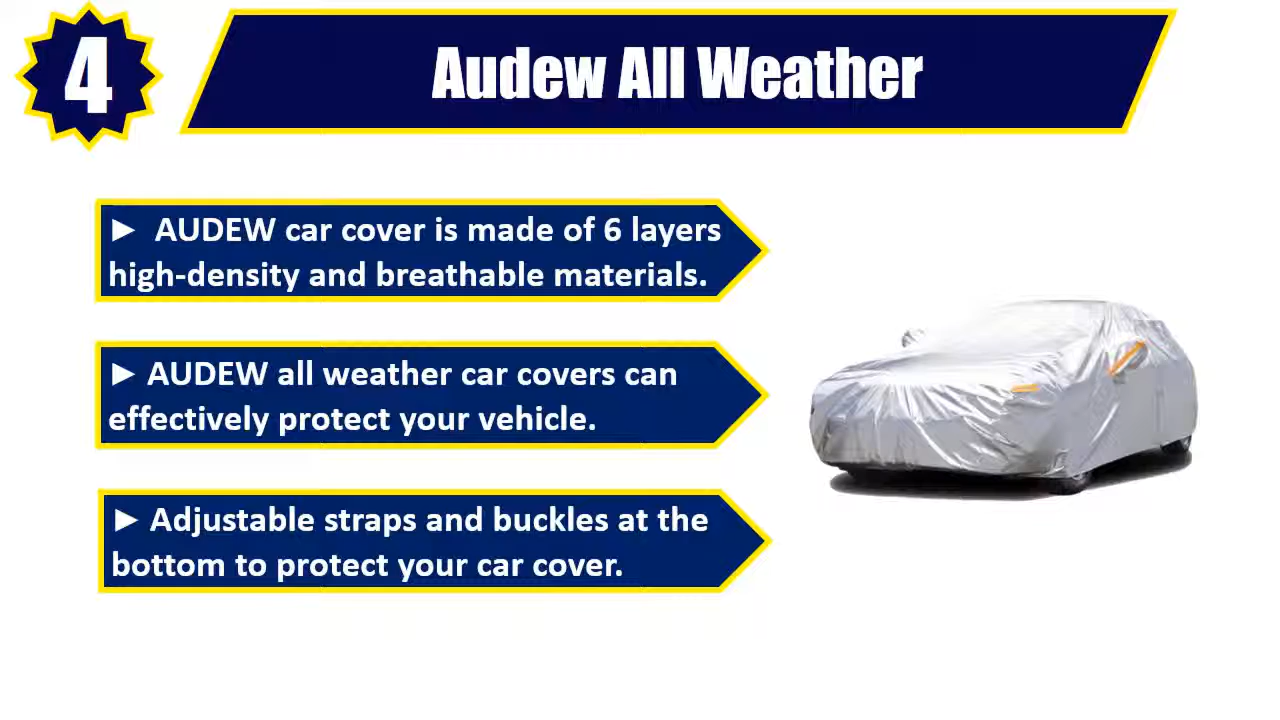 4
Audew All Weather
► AUDEW car cover is made of 6 layers
high-density and breathable materials.
► AUDEW all weather car covers can
effectively protect your vehicle.
► Adjustable straps and buckles at the
bottom to protect your car cover.